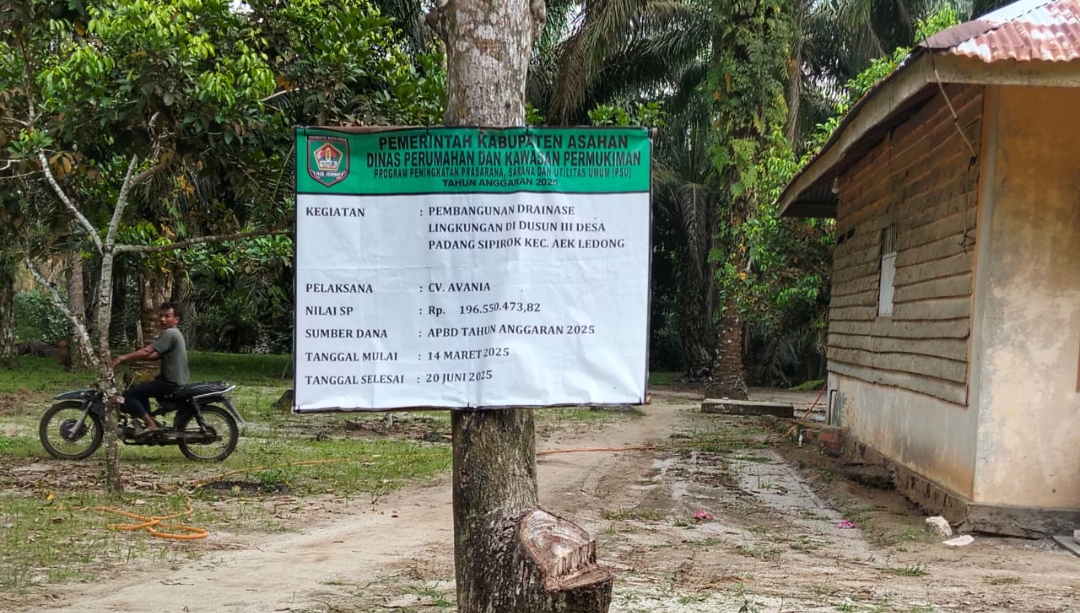 PEMERINTAH KABUPATEN ASAHAN
DINAS PERUMAHAN DAN KAWASAN PERMUKIMAN
PROGRAM PENINGKATAN PRASARANA, SARANA DAN UTILITAS UMUM (PSU)
TAHUN ANGGARAN 2025
KEGIATAN : PEMBANGUNAN DRAINASE
LINGKUNGAN DI DUSUN III DESA
PADANG SIPIROK KEC. AEK LEDONG
PELAKSANA : CV. AVANIA
NILAI SP : Rp. 196.550.473,82
SUMBER DANA : APBD TAHUN ANGGARAN 2025
TANGGAL MULAI : 14 MARET 2025
TANGGAL SELESAI : 20 JUNI 2025